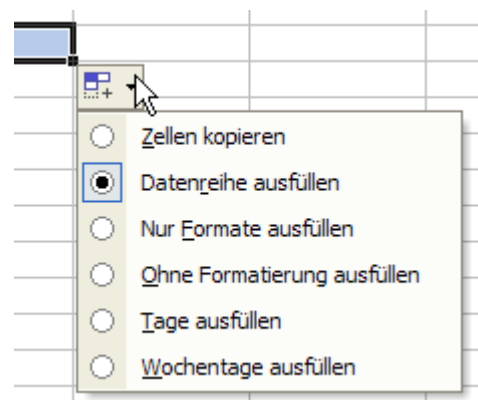 Zellen kopieren
Datenreihe ausfüllen
Nur Formate ausfüllen
Ohne Formatierung ausfüllen
Tage ausfüllen
Wochentage ausfüllen